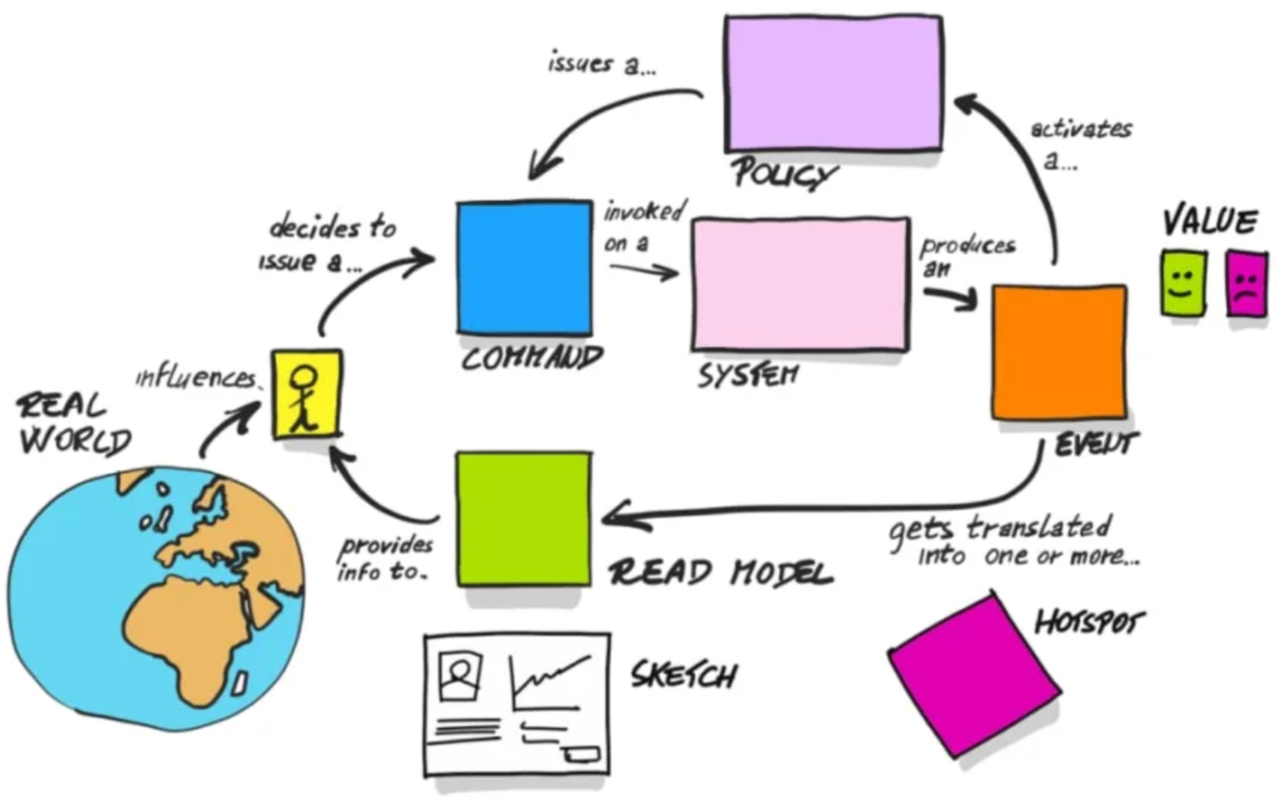 issues a...
activates
a...
POLICY
decides to
issue a...
invoked
on a
produces
an
VALUE
COMMAND
SYSTEM
influences.
REAL
WORLD
EVENT
provides
info to..
READ MODEL
gets translated
into one or more...
SKETCH
HOTSPOT